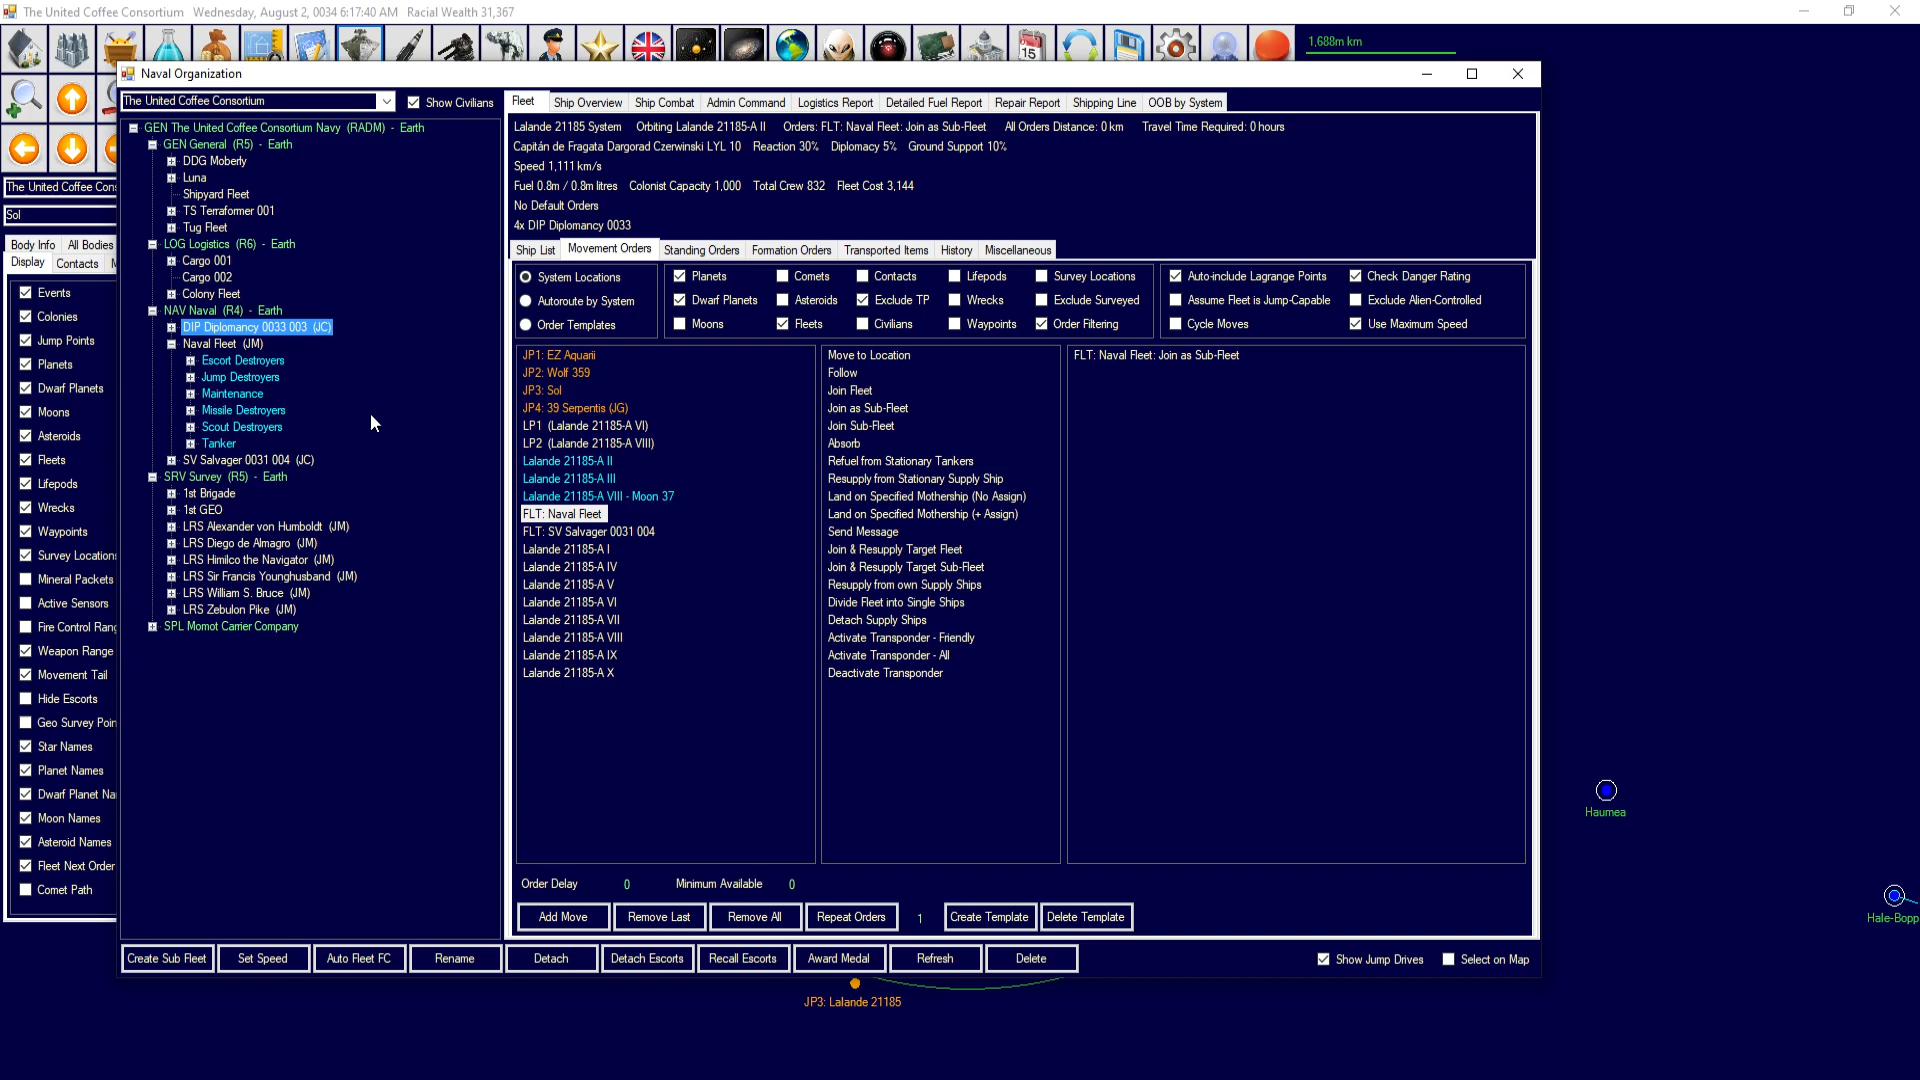 The United Coffee Consortium   Wednesday, August 2, 0034 6:17:40 AM   Racial Wealth 31,367
1,688m km
15
Naval Organization
The United Coffee Consortium
Show Civilians
Fleet
Ship Overview
Ship Combat
Admin Command
Logistics Report
Detailed Fuel Report
Repair Report
Shipping Line
OOB by System
GEN The United Coffee Consortium Navy (RADM) - Earth
GEN General (R5) - Earth
DDG Moberly
Luna
Shipyard Fleet
TS Terraformer 001
Tug Fleet
LOG Logistics (R6) - Earth
Cargo 001
Cargo 002
Colony Fleet
NAV Naval (R4) - Earth
DIP Diplomancy 0033 003 (JC)
Naval Fleet (JM)
Escort Destroyers
Jump Destroyers
Maintenance
Missile Destroyers
Scout Destroyers
Tanker
SV Salvager 0031 004 (JC)
SRV Survey (R5) - Earth
1st Brigade
1st GEO
LRS Alexander von Humboldt (JM)
LRS Diego de Almagro (JM)
LRS Himilco the Navigator (JM)
LRS Sir Francis Younghusband (JM)
LRS William S. Bruce (JM)
LRS Zebulon Pike (JM)
SPL Momot Carrier Company
Lalande 21185 System   Orbiting Lalande 21185-A II   Orders: FLT: Naval Fleet: Join as Sub-Fleet   All Orders Distance: 0 km   Travel Time Required: 0 hours
Capitán de Fragata Dargorad Czerwinski LYL 10   Reaction 30%   Diplomacy 5%   Ground Support 10%
Speed 1,111 km/s
Fuel 0.8m / 0.8m litres   Colonist Capacity 1,000   Total Crew 832   Fleet Cost 3,144
No Default Orders
4x DIP Diplomancy 0033
Ship List
Movement Orders
Standing Orders
Formation Orders
Transported Items
History
Miscellaneous
System Locations
Autoroute by System
Order Templates
Planets
Comets
Contacts
Lifepods
Survey Locations
Dwarf Planets
Asteroids
Exclude TP
Wrecks
Exclude Surveyed
Moons
Fleets
Civilians
Waypoints
Order Filtering
Auto-include Lagrange Points
Check Danger Rating
Assume Fleet is Jump-Capable
Exclude Alien-Controlled
Cycle Moves
Use Maximum Speed
JP1: EZ Aquarii
JP2: Wolf 359
JP3: Sol
JP4: 39 Serpentis (JG)
LP1 (Lalande 21185-A VI)
LP2 (Lalande 21185-A VIII)
Lalande 21185-A II
Lalande 21185-A III
Lalande 21185-A VIII - Moon 37
FLT: Naval Fleet
FLT: SV Salvager 0031 004
Lalande 21185-A I
Lalande 21185-A IV
Lalande 21185-A V
Lalande 21185-A VI
Lalande 21185-A VII
Lalande 21185-A VIII
Lalande 21185-A IX
Lalande 21185-A X
Move to Location
Follow
Join Fleet
Join as Sub-Fleet
Join Sub-Fleet
Absorb
Refuel from Stationary Tankers
Resupply from Stationary Supply Ship
Land on Specified Mothership (No Assign)
Land on Specified Mothership (+ Assign)
Send Message
Join & Resupply Target Fleet
Join & Resupply Target Sub-Fleet
Resupply from own Supply Ships
Divide Fleet into Single Ships
Detach Supply Ships
Activate Transponder - Friendly
Activate Transponder - All
Deactivate Transponder
FLT: Naval Fleet: Join as Sub-Fleet
Order Delay 0   Minimum Available 0
Add Move
Remove Last
Remove All
Repeat Orders
1
Create Template
Delete Template
Create Sub Fleet
Set Speed
Auto Fleet FC
Rename
Detach
Detach Escorts
Recall Escorts
Award Medal
Refresh
Delete
Show Jump Drives
Select on Map
The United Coffee Con
Sol
Body Info
All Bodies
Display
Contacts
Events
Colonies
Jump Points
Planets
Dwarf Planets
Moons
Asteroids
Fleets
Lifepods
Wrecks
Waypoints
Survey Locations
Mineral Packets
Active Sensors
Fire Control Rang
Weapon Range
Movement Tail
Hide Escorts
Geo Survey Poin
Star Names
Planet Names
Dwarf Planet Na
Moon Names
Asteroid Names
Fleet Next Order
Comet Path
JP3: Lalande 21185
Haumea
Hale-Bopp